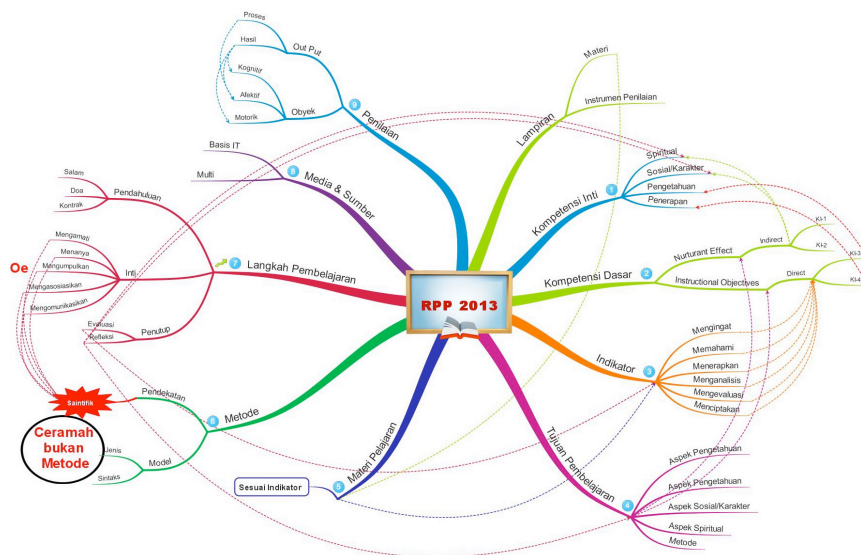 RPP 2013
Lampiran
Materi
Instrumen Penilaian
1
Kompetensi Inti
Spiritual
Sosial/Karakter
Pengetahuan
Penerapan
2
Kompetensi Dasar
Nurturant Effect
Indirect
KI-1
KI-2
Instructional Objectives
Direct
KI-3
KI-4
3
Indikator
Mengingat
Memahami
Menerapkan
Menganalisis
Mengevaluasi
Menciptakan
4
Tujuan Pembelajaran
Aspek Pengetahuan
Aspek Pengetahuan
Aspek Sosial/Karakter
Aspek Spiritual
Metode
5
Materi Pelajaran
Sesuai Indikator
6
Metode
Pendekatan
Saintifik
Model
Jenis
Sintaks
Ceramah
bukan
Metode
7
Langkah Pembelajaran
Pendahuluan
Salam
Doa
Kontrak
Inti
Mengamati
Menanya
Mengumpulkan
Mengasosiasikan
Mengomunikasikan
Oe
Penutup
Evaluasi
Refleksi
8
Media & Sumber
Basis IT
Multi
9
Penilaian
Out Put
Proses
Hasil
Obyek
Kognitif
Afektif
Motorik